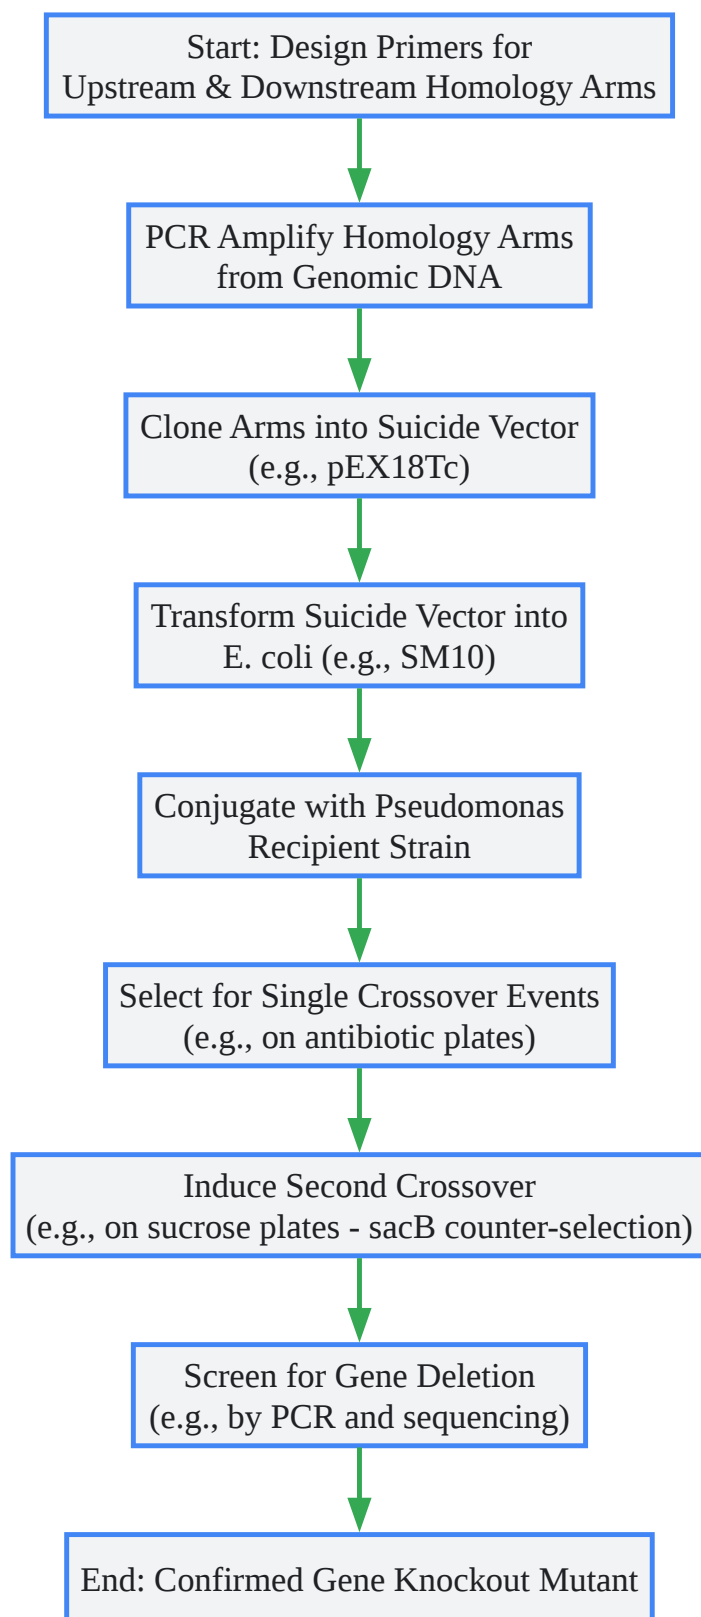 Start: Design Primers for
Upstream & Downstream Homology Arms
PCR Amplify Homology Arms
from Genomic DNA
Clone Arms into Suicide Vector
(e.g., pEX18Tc)
Transform Suicide Vector into
E. coli (e.g., SM10)
Conjugate with Pseudomonas
Recipient Strain
Select for Single Crossover Events
(e.g., on antibiotic plates)
Induce Second Crossover
(e.g., on sucrose plates - sacB counter-selection)
Screen for Gene Deletion
(e.g., by PCR and sequencing)
End: Confirmed Gene Knockout Mutant